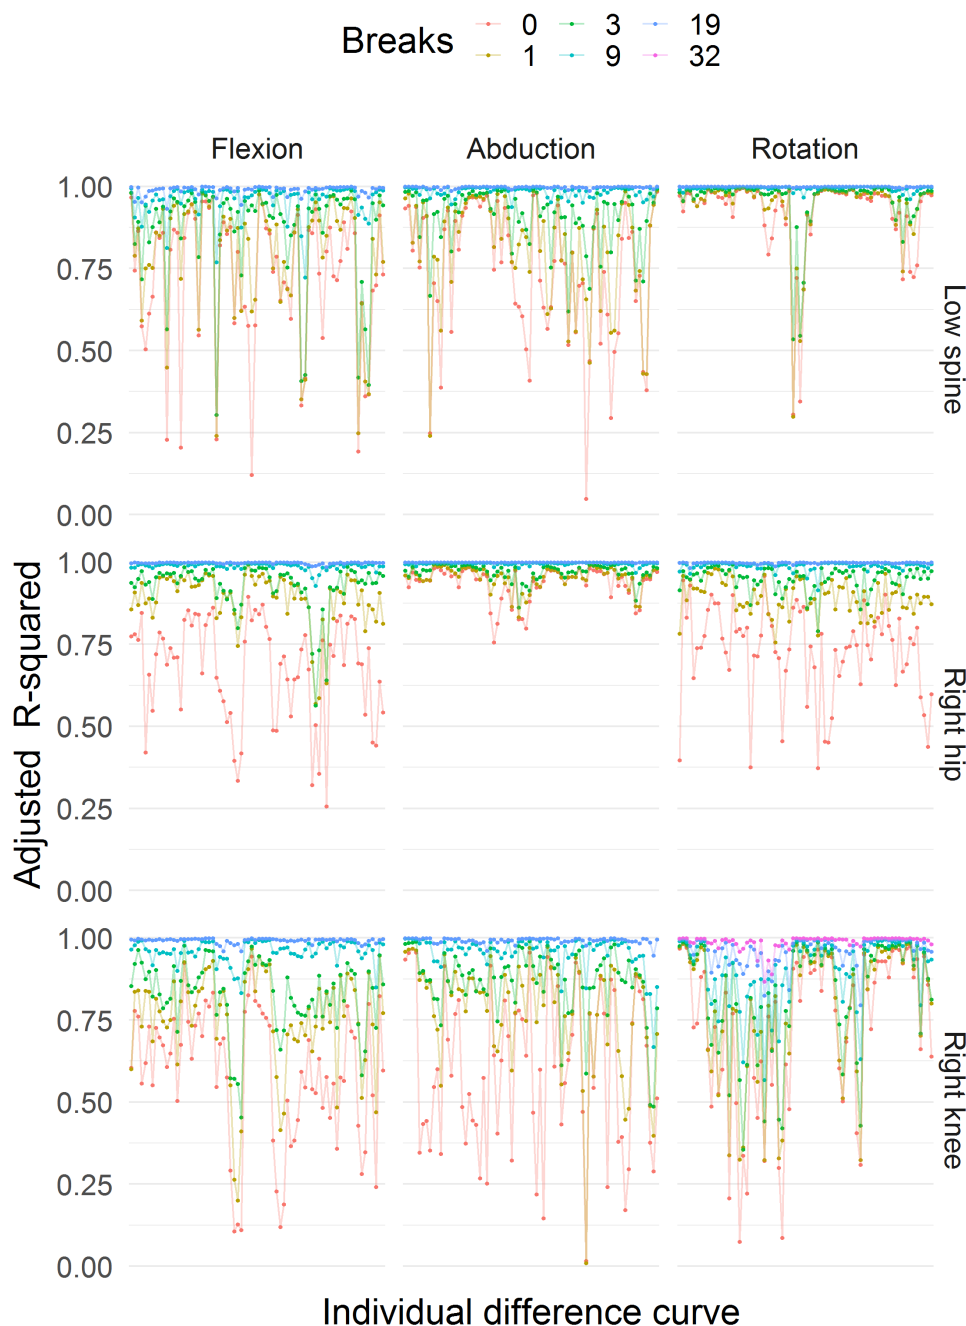 Breaks 0 3 19
1 9 32
Flexion Abduction Rotation
1.00
0.75
0.50
0.25
0.00
Low spine
1.00
0.75
0.50
0.25
0.00
Right hip
1.00
0.75
0.50
0.25
0.00
Right knee
Adjusted R-squared
Individual difference curve